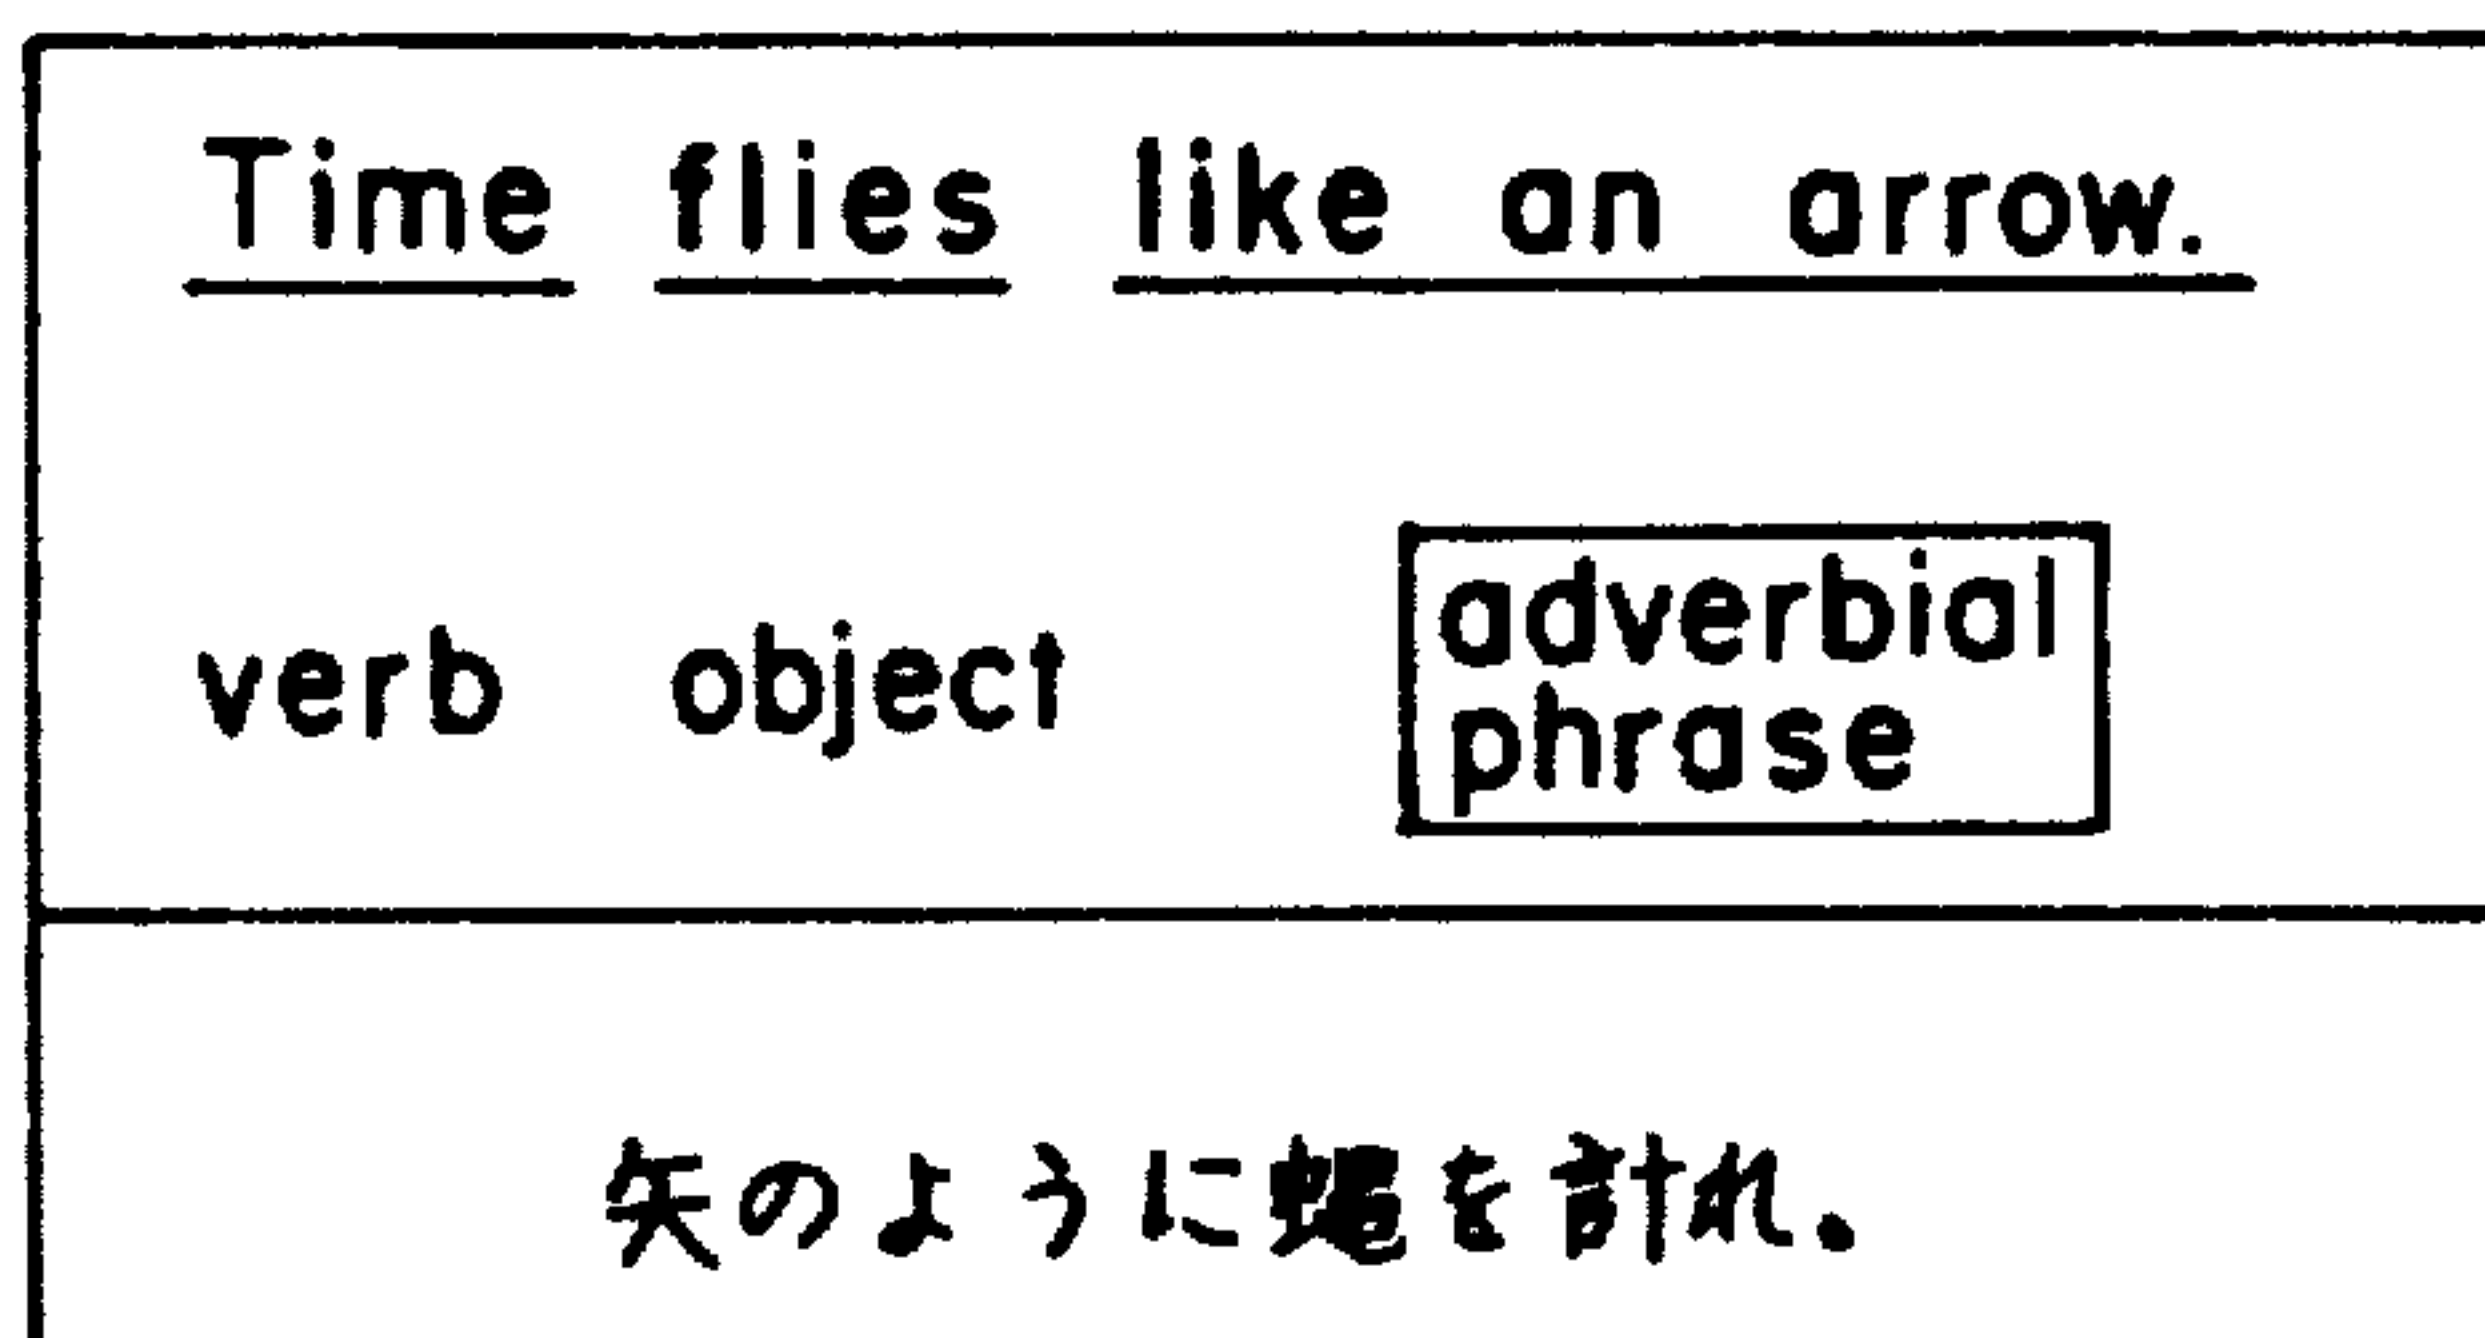 Time flies like an arrow.
verb object adverbial
phrase
矢のように蝿を計れ。